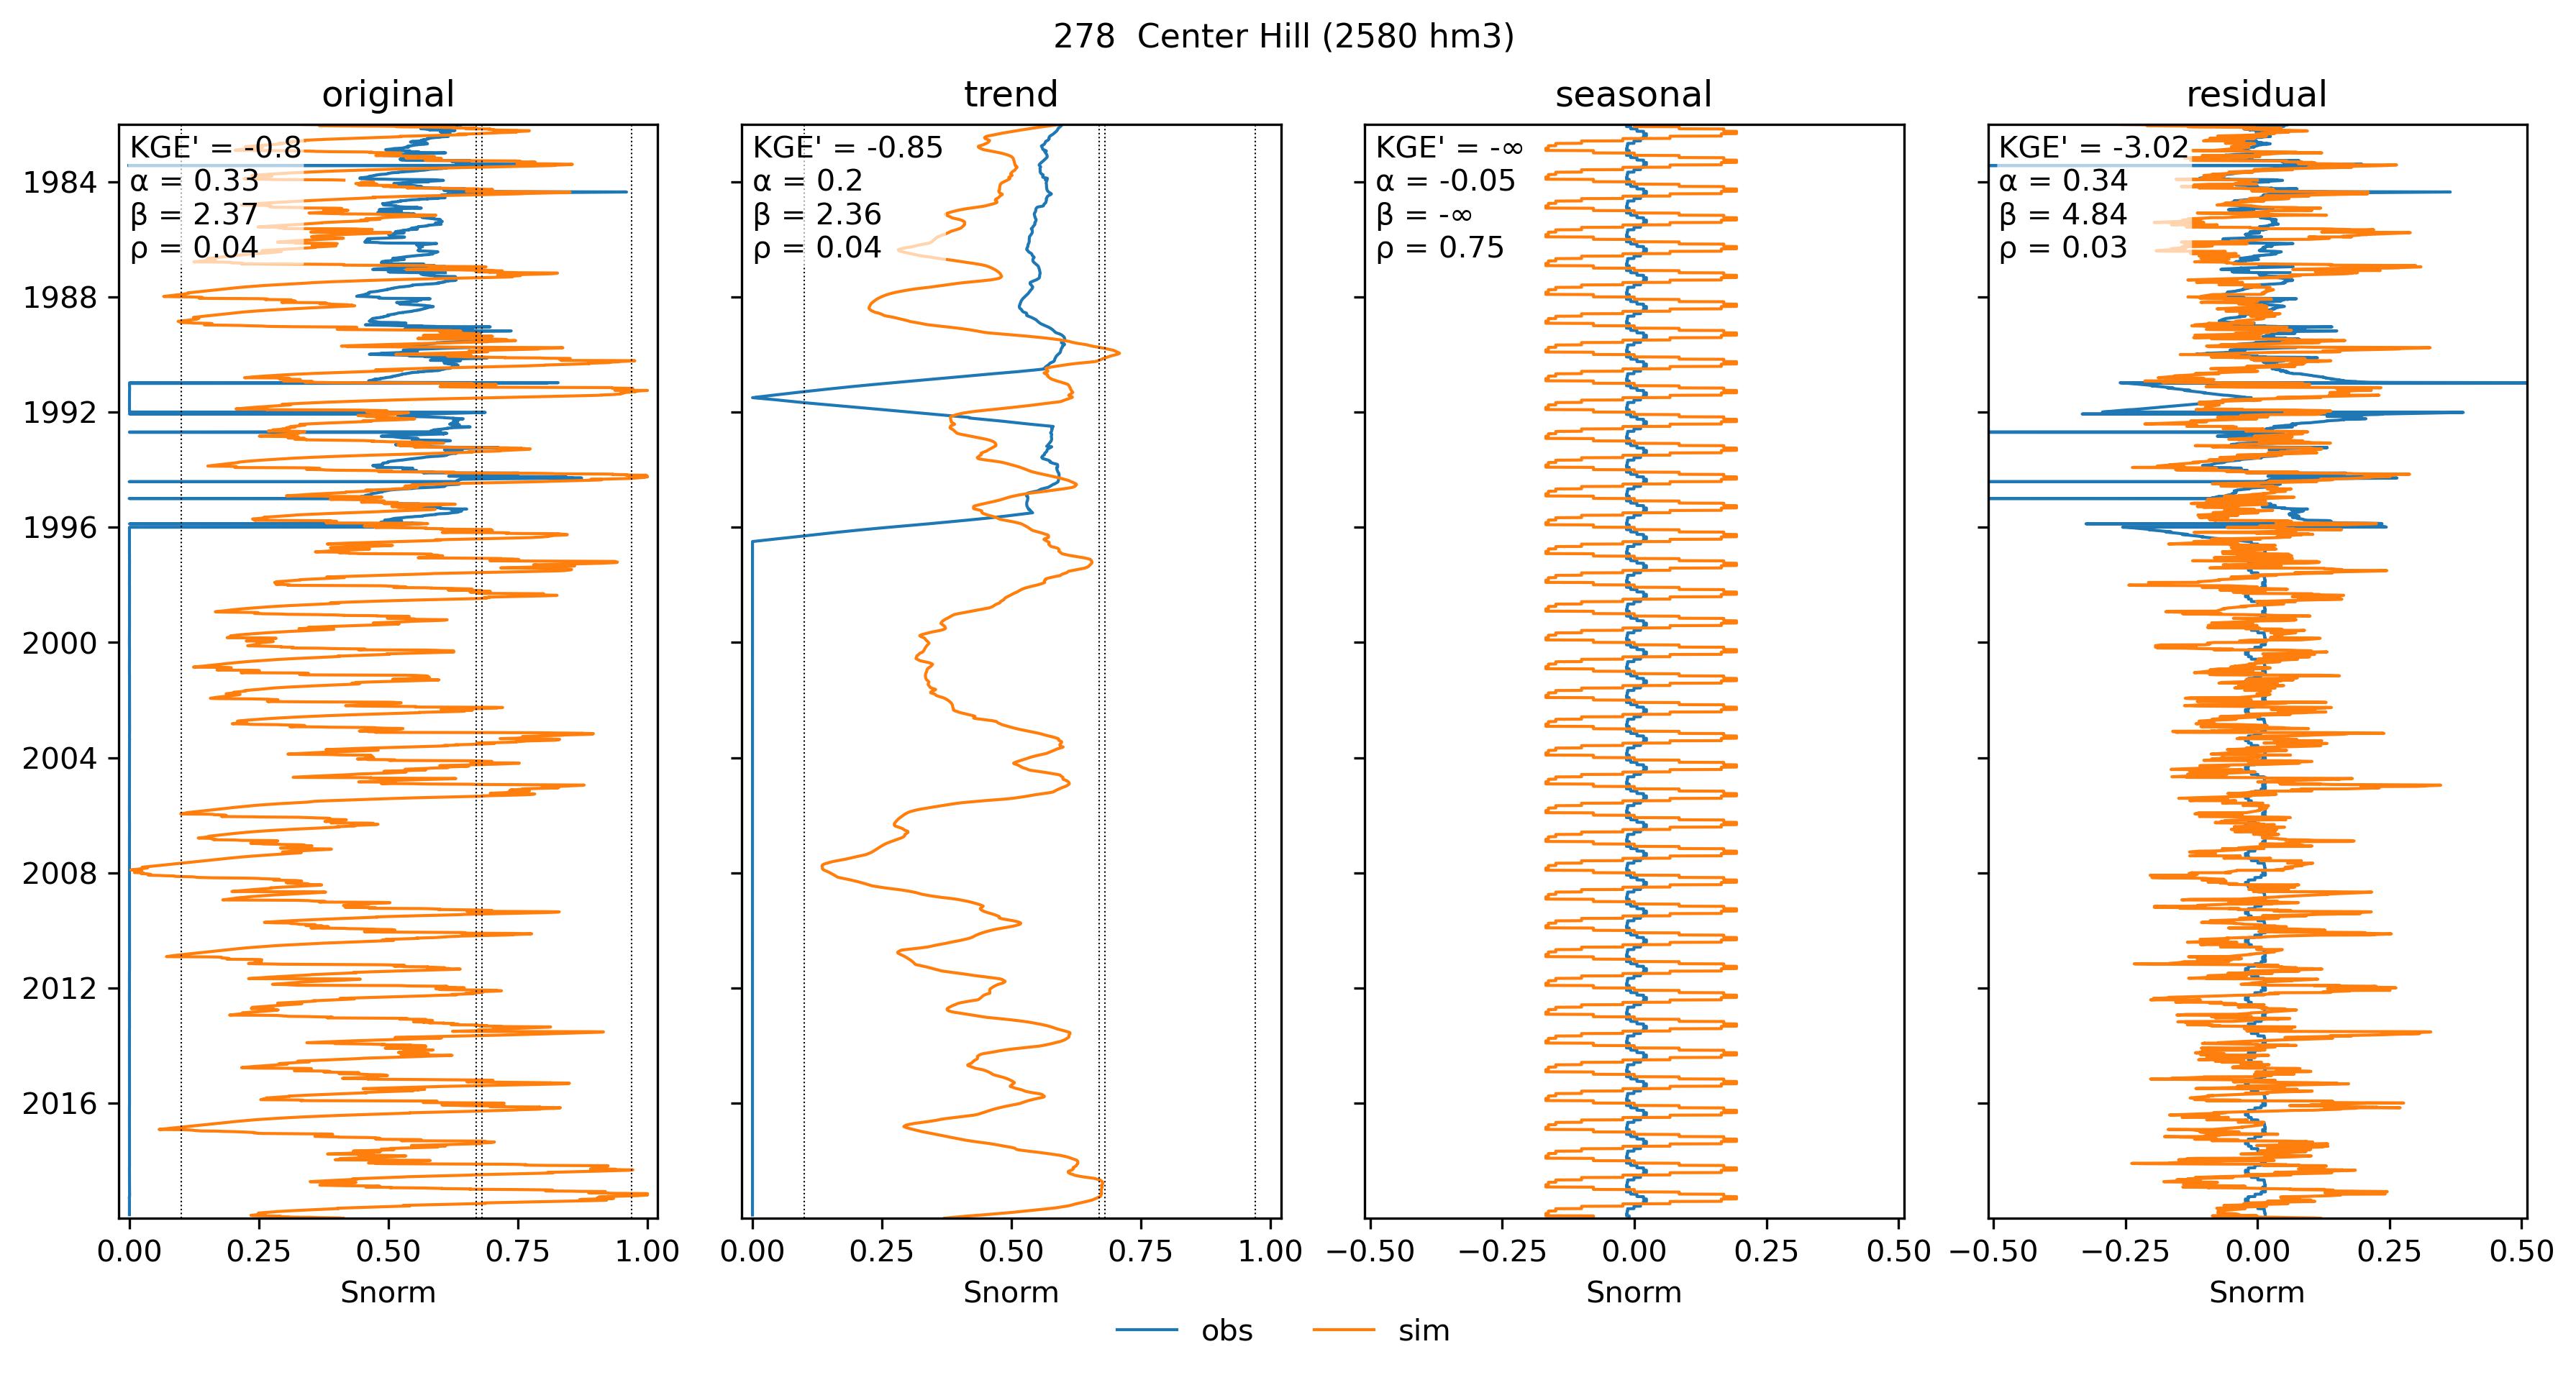 278  Center Hill (2580 hm3)
original
trend
seasonal
residual
KGE' = -0.8
α = 0.33
β = 2.37
ρ = 0.04
KGE' = -0.85
α = 0.2
β = 2.36
ρ = 0.04
KGE' = -∞
α = -0.05
β = -∞
ρ = 0.75
KGE' = -3.02
α = 0.34
β = 4.84
ρ = 0.03
1984
1988
1992
1996
2000
2004
2008
2012
2016
0.00 0.25 0.50 0.75 1.00
0.00 0.25 0.50 0.75 1.00
−0.50 −0.25 0.00 0.25 0.50
−0.50 −0.25 0.00 0.25 0.50
Snorm
Snorm
Snorm
Snorm
obs
sim